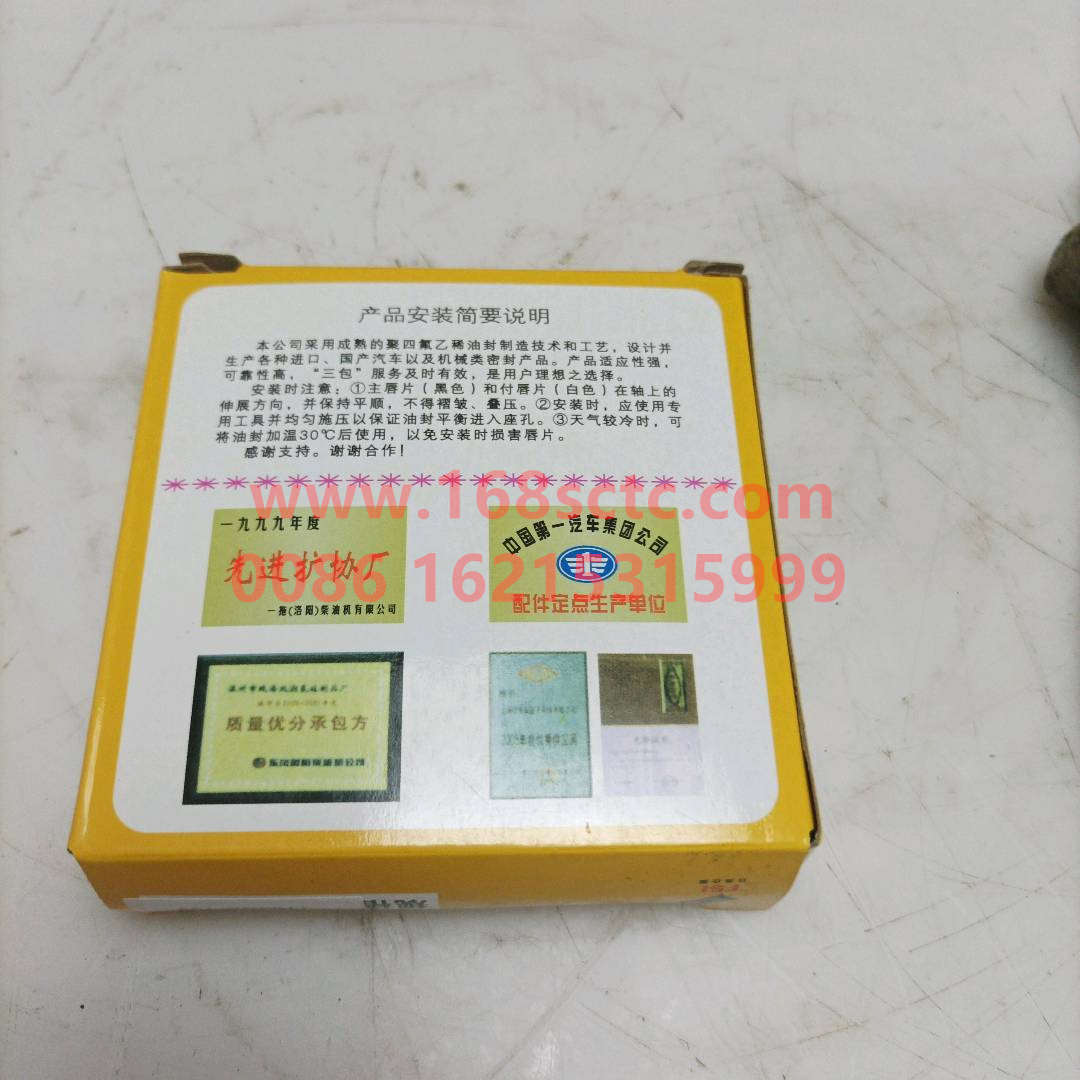 产品安装简要说明
本公司采用成熟的聚四氟乙稀油封制造技术和工艺，设计并
生产各种进口、国产汽车以及机械类密封产品。产品适应性强，
可靠性高，“三包”服务及时有效，是用户理想之选择。
安装时注意：①主唇片（黑色）和付唇片（白色）在轴上的
伸展方向，并保持平顺，不得褶皱、叠压。②安装时，应使用专
用工具并均匀施压以保证油封平衡进入座孔。③天气较冷时，可
将油封加温30℃后使用，以免安装时损害唇片。
感谢支持。谢谢合作！
www.168sctc.com
0086 16215315999
一九九九年度
先进扩协厂
一拖(洛阳)柴油机有限公司
中国第一汽车集团公司
配件定点生产单位
质量优分承包方